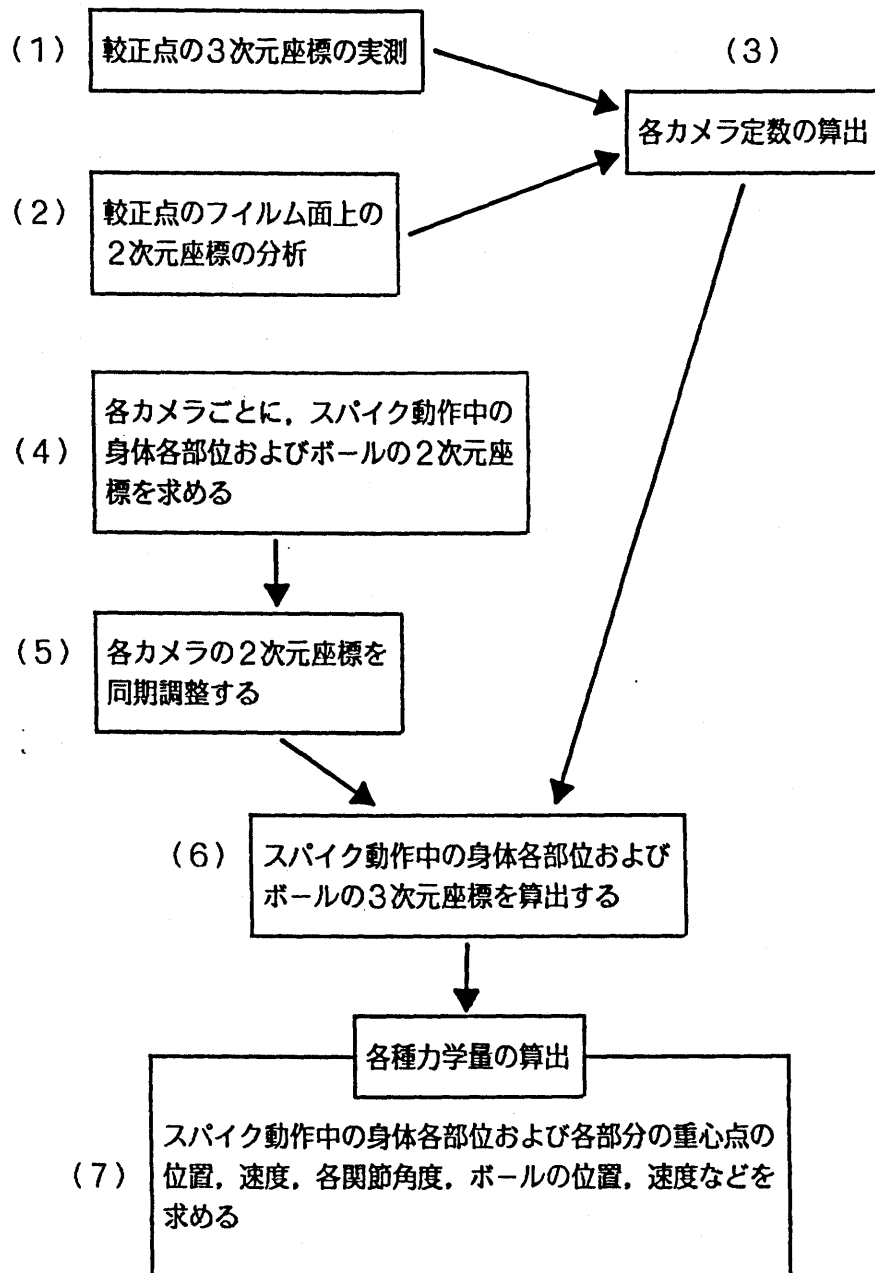 (1)
較正点の3次元座標の実測
(3)
各カメラ定数の算出
(2)
較正点のフイルム面上の
2次元座標の分析
(4)
各カメラごとに，スパイク動作中の
身体各部位およびボールの2次元座
標を求める
(5)
各カメラの2次元座標を
同期調整する
(6)
スパイク動作中の身体各部位および
ボールの3次元座標を算出する
各種力学量の算出
(7)
スパイク動作中の身体各部位および各部分の重心点の
位置，速度，各関節角度，ボールの位置，速度などを
求める